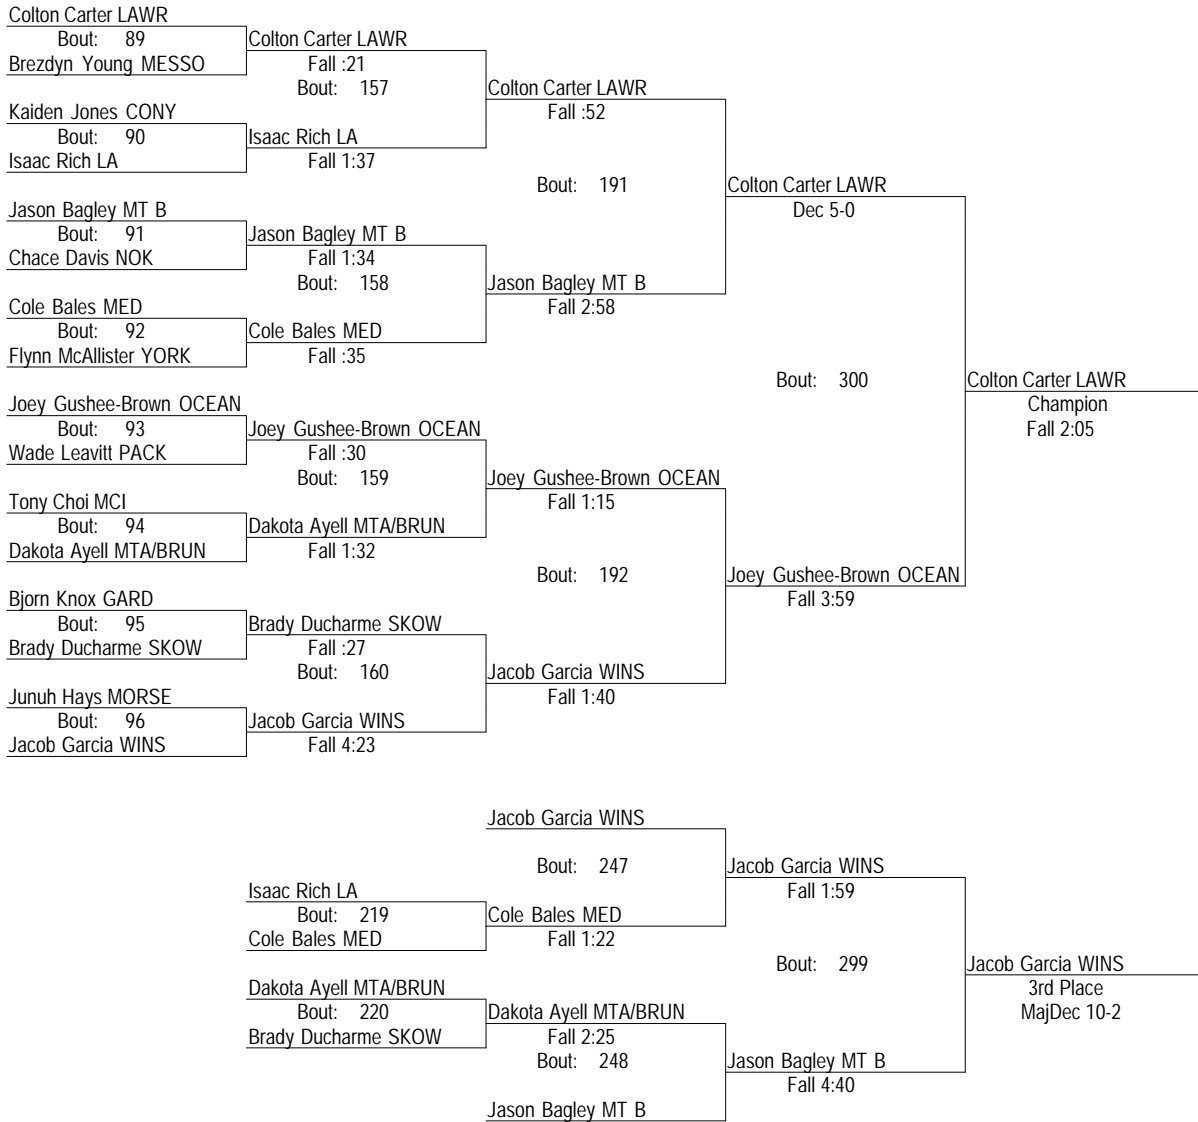 Colton Carter LAWR
Bout: 89
Brezdyn Young MESSO
Colton Carter LAWR
Fall :21
Bout: 157
Kaiden Jones CONY
Bout: 90
Isaac Rich LA
Isaac Rich LA
Fall 1:37
Colton Carter LAWR
Fall :52
Bout: 191
Jason Bagley MT B
Bout: 91
Chace Davis NOK
Jason Bagley MT B
Fall 1:34
Bout: 158
Cole Bales MED
Bout: 92
Flynn McAllister YORK
Cole Bales MED
Fall :35
Jason Bagley MT B
Fall 2:58
Colton Carter LAWR
Dec 5-0
Bout: 300
Colton Carter LAWR
Champion
Fall 2:05
Joey Gushee-Brown OCEAN
Bout: 93
Wade Leavitt PACK
Joey Gushee-Brown OCEAN
Fall :30
Bout: 159
Tony Choi MCI
Bout: 94
Dakota Ayell MTA/BRUN
Dakota Ayell MTA/BRUN
Fall 1:32
Joey Gushee-Brown OCEAN
Fall 1:15
Bout: 192
Joey Gushee-Brown OCEAN
Fall 3:59
Bjorn Knox GARD
Bout: 95
Brady Ducharme SKOW
Brady Ducharme SKOW
Fall :27
Bout: 160
Junuh Hays MORSE
Bout: 96
Jacob Garcia WINS
Jacob Garcia WINS
Fall 4:23
Jacob Garcia WINS
Fall 1:40
Jacob Garcia WINS
Bout: 247
Jacob Garcia WINS
Fall 1:59
Isaac Rich LA
Bout: 219
Cole Bales MED
Cole Bales MED
Fall 1:22
Bout: 299
Jacob Garcia WINS
3rd Place
MajDec 10-2
Dakota Ayell MTA/BRUN
Bout: 220
Brady Ducharme SKOW
Dakota Ayell MTA/BRUN
Fall 2:25
Bout: 248
Jason Bagley MT B
Fall 4:40
Jason Bagley MT B